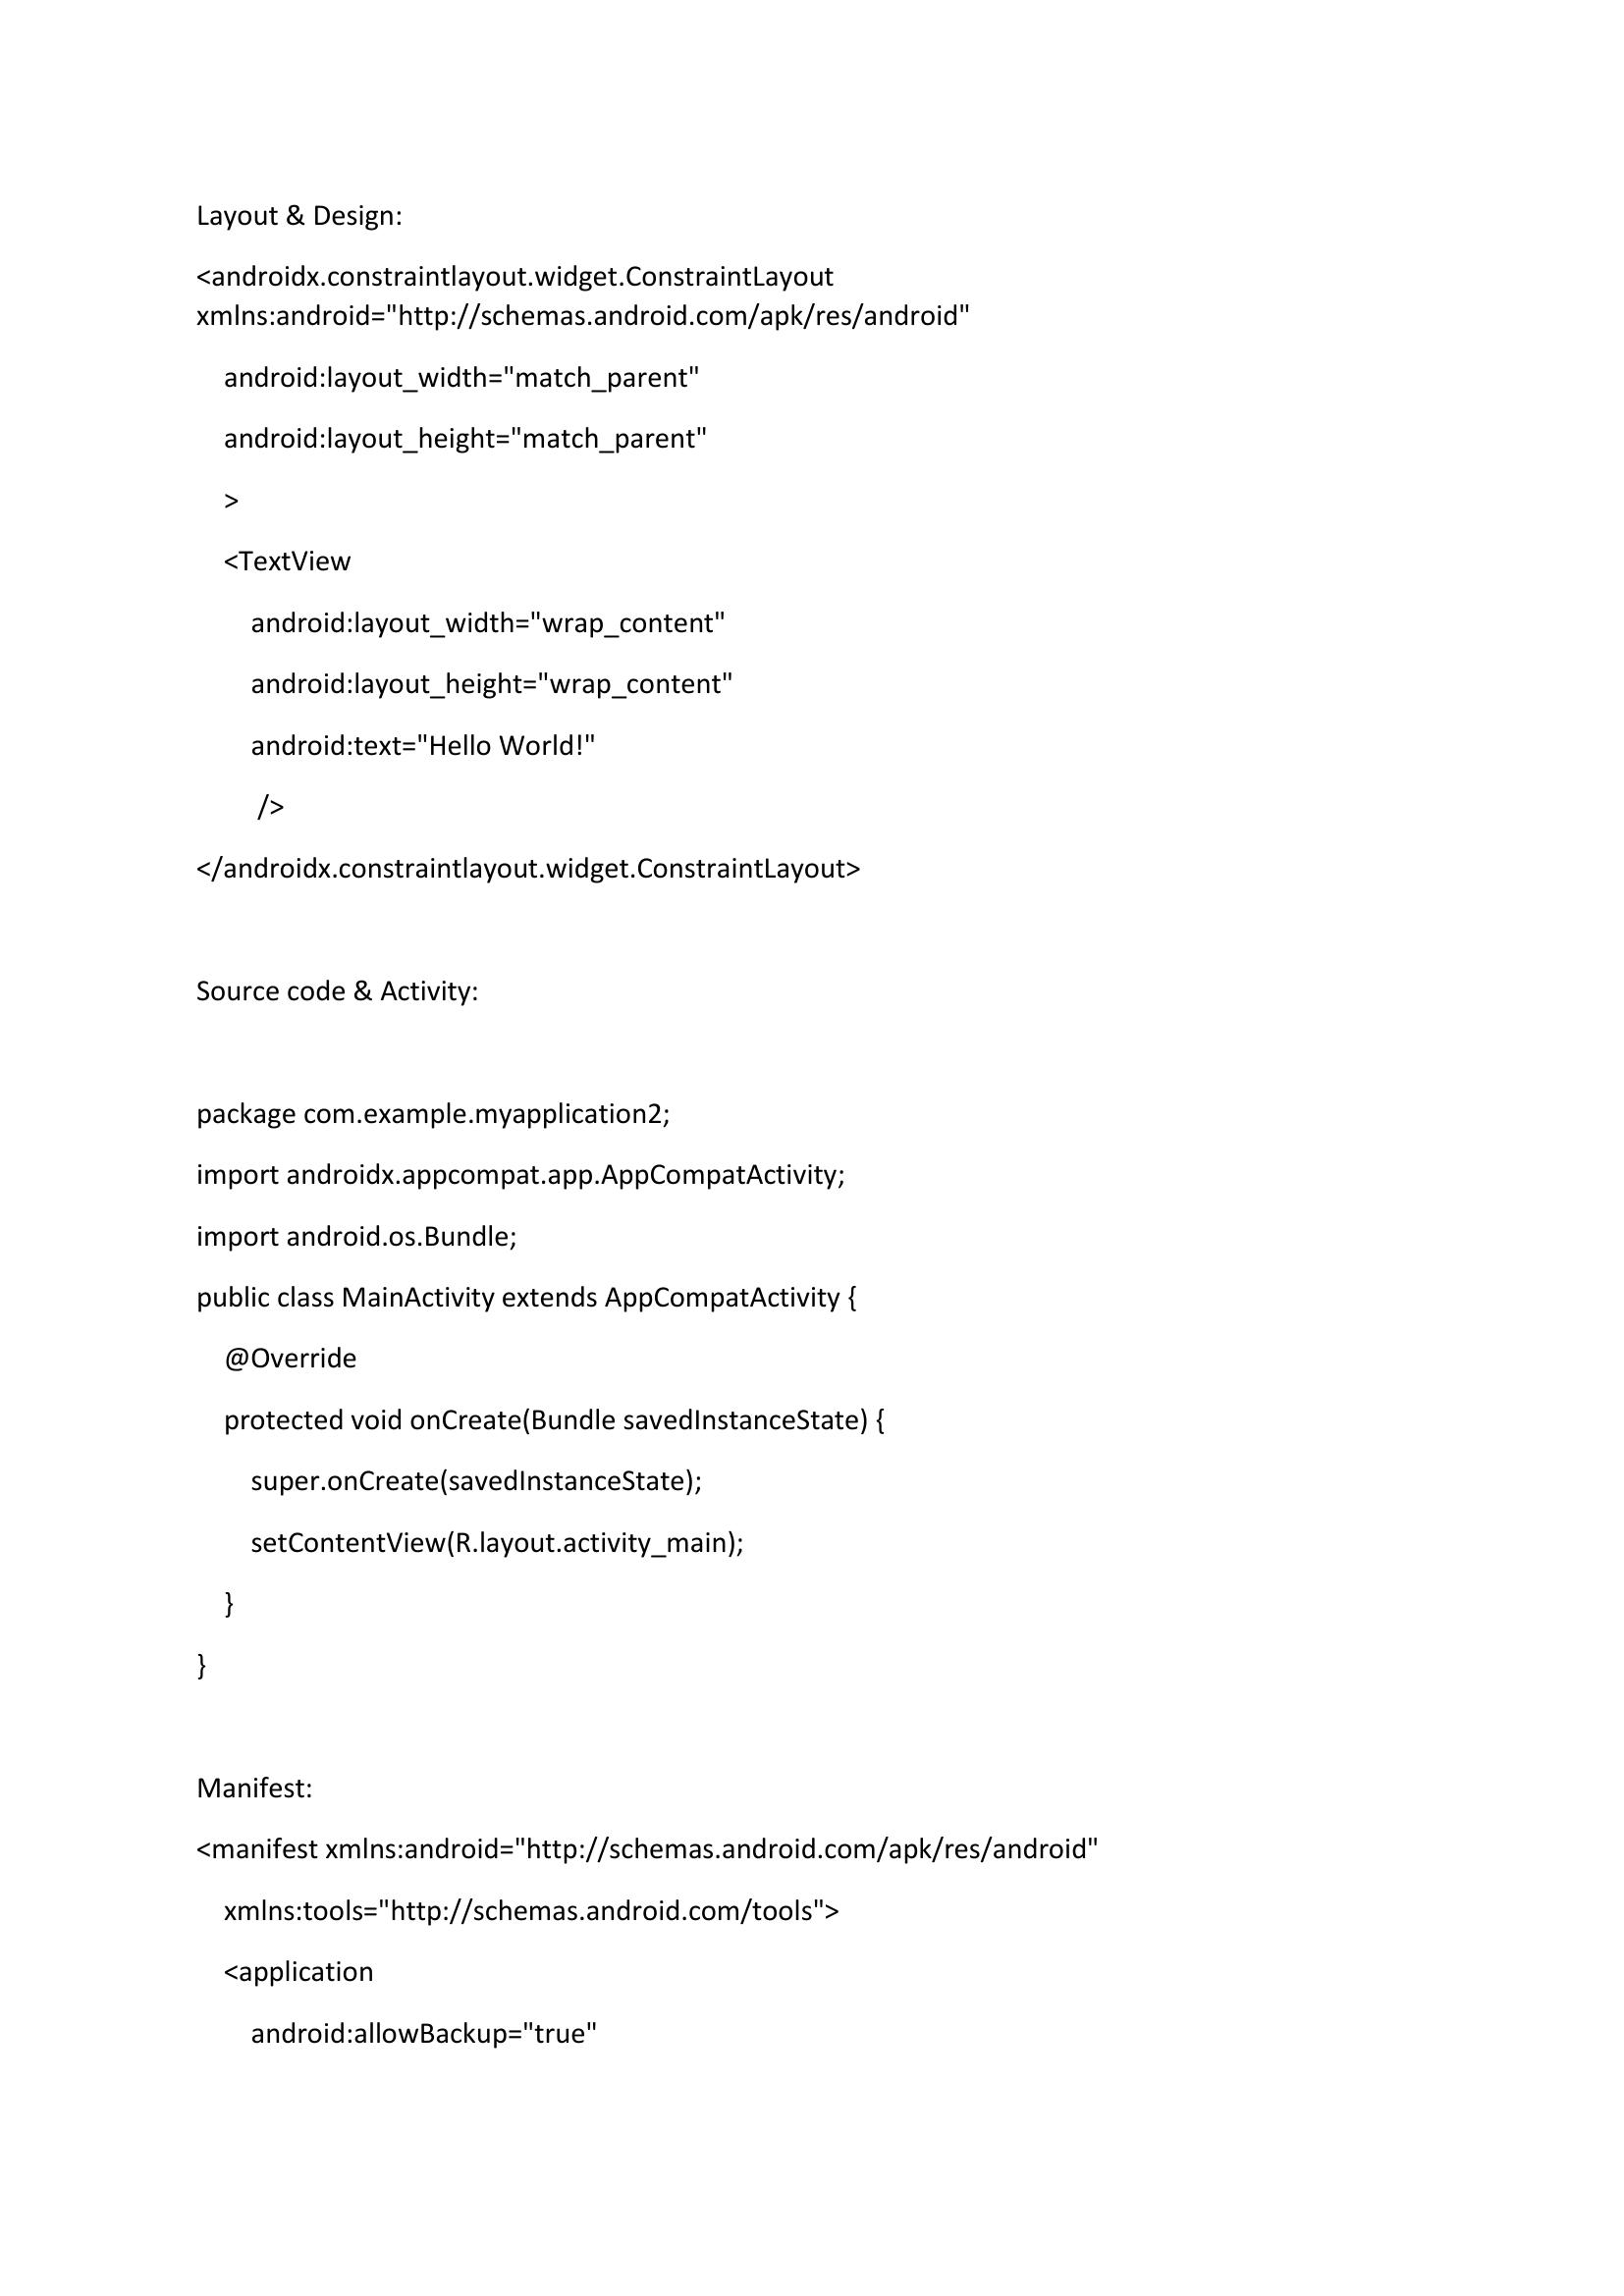 Layout & Design:
<androidx.constraintlayout.widget.ConstraintLayout
xmlns:android="http://schemas.android.com/apk/res/android"
android:layout_width="match_parent"
android:layout_height="match_parent"
>
<TextView
android:layout_width="wrap_content"
android:layout_height="wrap_content"
android:text="Hello World!"
/>
</androidx.constraintlayout.widget.ConstraintLayout>
Source code & Activity:
package com.example.myapplication2;
import androidx.appcompat.app.AppCompatActivity;
import android.os.Bundle;
public class MainActivity extends AppCompatActivity {
@Override
protected void onCreate(Bundle savedInstanceState) {
super.onCreate(savedInstanceState);
setContentView(R.layout.activity_main);
}
}
Manifest:
<manifest xmlns:android="http://schemas.android.com/apk/res/android"
xmlns:tools="http://schemas.android.com/tools">
<application
android:allowBackup="true"